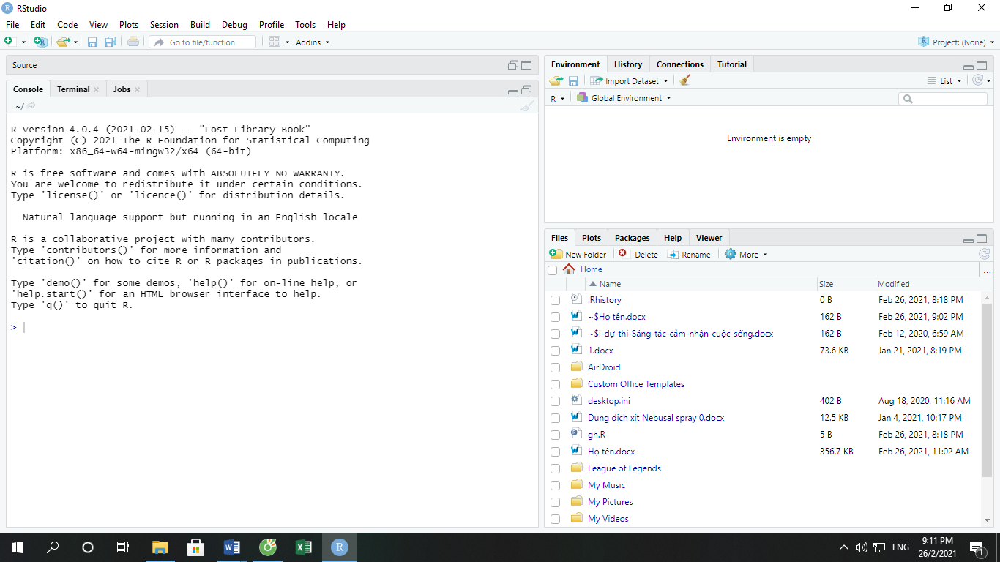 RStudio
File Edit Code View Plots Session Build Debug Profile Tools Help
Go to file/function Addins Project: (None)
Source
Console Terminal Jobs
~/
R version 4.0.4 (2021-02-15) -- "Lost Library Book"
Copyright (C) 2021 The R Foundation for Statistical Computing
Platform: x86_64-w64-mingw32/x64 (64-bit)
R is free software and comes with ABSOLUTELY NO WARRANTY.
You are welcome to redistribute it under certain conditions.
Type 'license()' or 'licence()' for distribution details.
Natural language support but running in an English locale
R is a collaborative project with many contributors.
Type 'contributors()' for more information and
'citation()' on how to cite R or R packages in publications.
Type 'demo()' for some demos, 'help()' for on-line help, or
'help.start()' for an HTML browser interface to help.
Type 'q()' to quit R.
>
Environment History Connections Tutorial
Import Dataset List
R Global Environment
Environment is empty
Files Plots Packages Help Viewer
New Folder Delete Rename More
Home ...
Name Size Modified
.Rhistory 0 B Feb 26, 2021, 8:18 PM
~$Họ tên.docx 162 B Feb 26, 2021, 9:02 PM
~$i-dự-thi-Sáng-tác-cảm-nhận-cuộc-sống.docx 162 B Feb 12, 2020, 6:59 AM
1.docx 73.6 KB Jan 21, 2021, 8:19 PM
AirDroid
Custom Office Templates
desktop.ini 402 B Aug 18, 2020, 11:16 AM
Dung dịch xịt Nebusal spray 0.docx 12.5 KB Jan 4, 2021, 10:17 PM
gh.R 5 B Feb 26, 2021, 8:18 PM
Họ tên.docx 356.7 KB Feb 26, 2021, 11:02 AM
League of Legends
My Music
My Pictures
My Videos
ENG
9:11 PM
26/2/2021
1